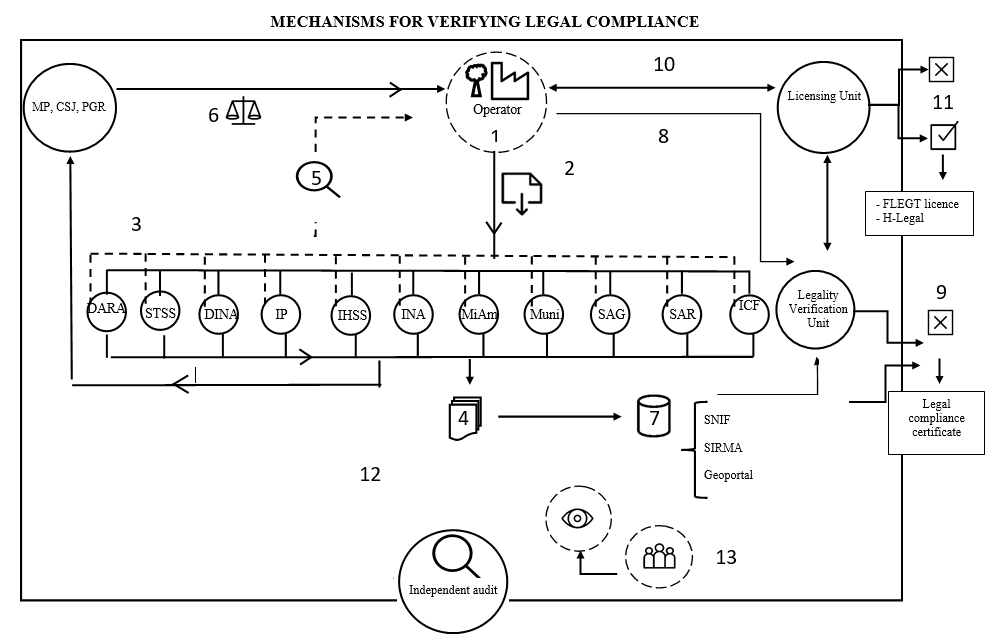 MECHANISMS FOR VERIFYING LEGAL COMPLIANCE
MP, CSJ, PGR
6
Operator
1
10
Licensing Unit
11
8
2
5
- FLEGT licence
- H-Legal
3
DARA
STSS
DINA
IP
IHSS
INA
MiAm
Muni.
SAG
SAR
ICF
Legality
Verification
Unit
9
4
7
SNIF
SIRMA
Geoportal
Legal
compliance
certificate
12
13
Independent audit